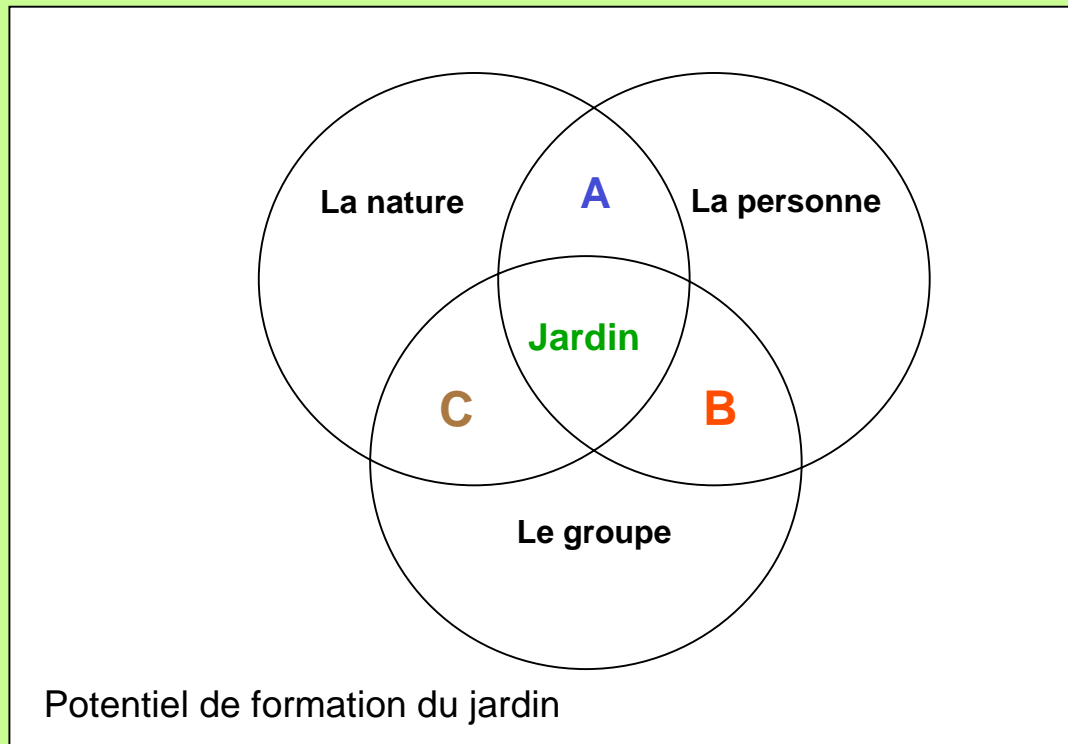 La nature
A
La personne
Jardin
C
B
Le groupe
Potentiel de formation du jardin